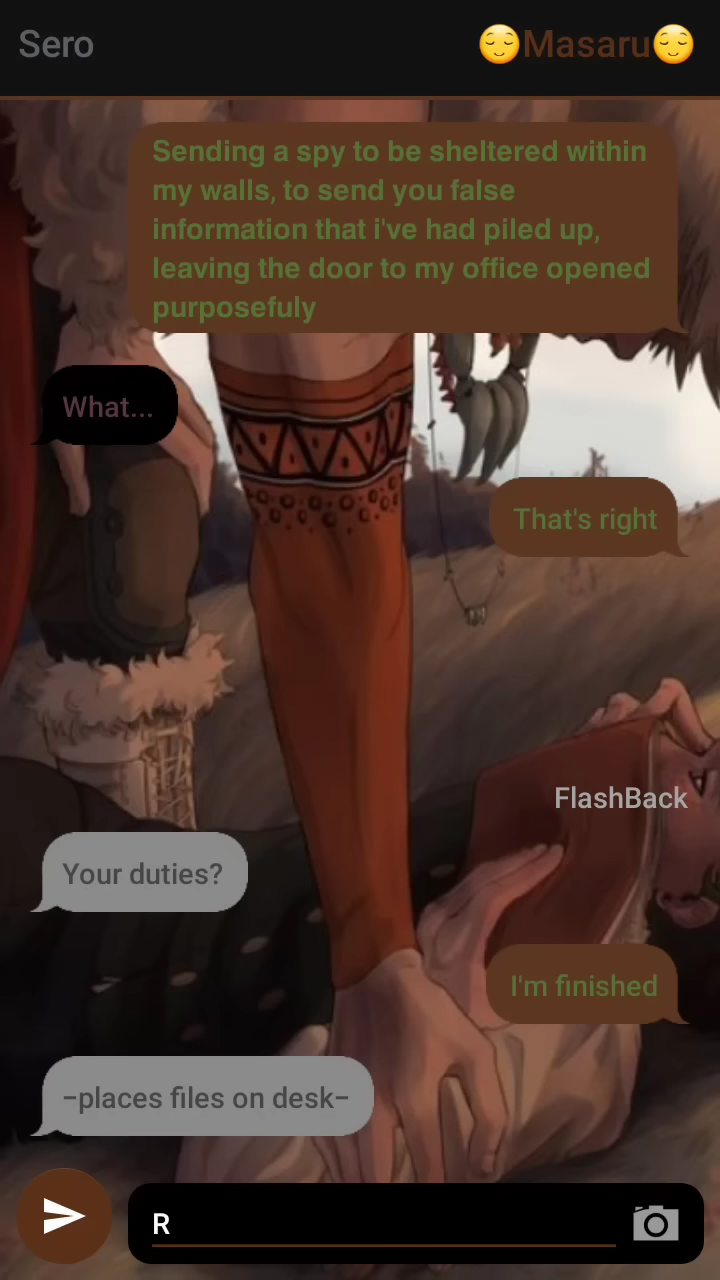 Sero
😌Masaru😌
Sending a spy to be sheltered within
my walls, to send you false
information that i've had piled up,
leaving the door to my office opened
purposefuly
What...
That's right
FlashBack
Your duties?
I'm finished
–places files on desk–
R